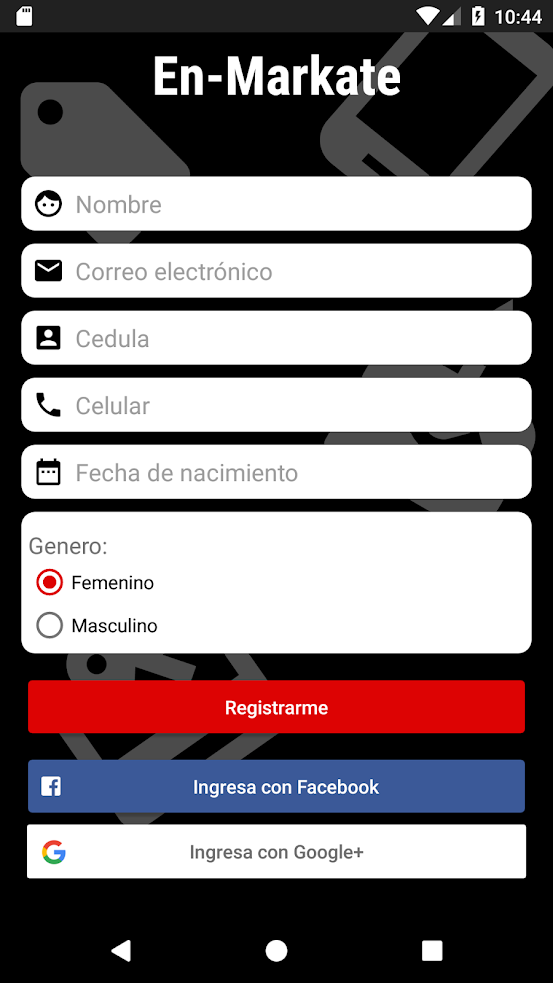 10:44
En-Markate
Nombre
Correo electrónico
Cedula
Celular
Fecha de nacimiento
Genero:
Femenino
Masculino
Registrarme
Ingresa con Facebook
Ingresa con Google+